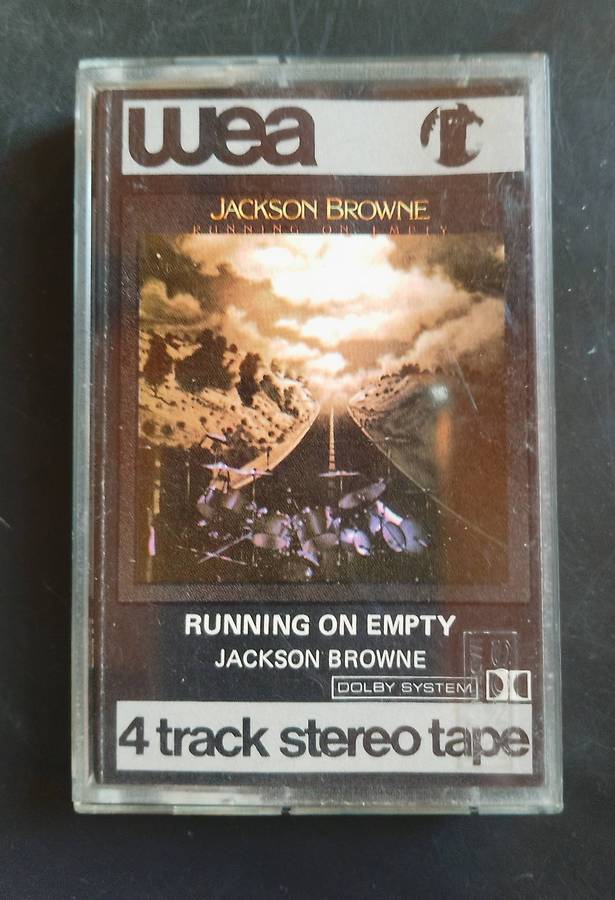 wea
JACKSON BROWNE
RUNNING ON EMPTY
RUNNING ON EMPTY
JACKSON BROWNE
DOLBY SYSTEM
4 track stereo tape